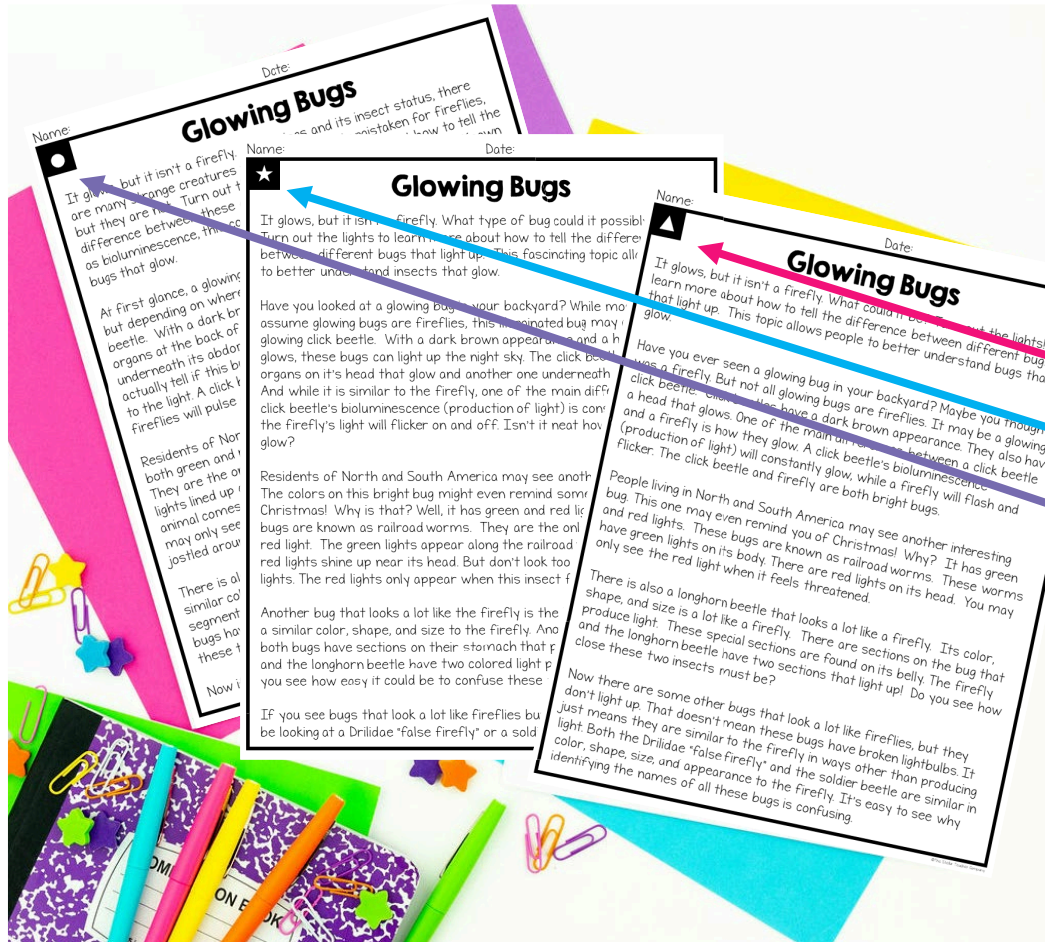 Date:
Name:
Glowing Bugs
It glows, but it isn't a firefly. and its insect status, there
are many strange creatures mistaken for fireflies,
but they are not. Turn out how to tell the
difference between these
as bioluminescence, this
bugs that glow.
At first glance, a glowing
but depending on where
beetle. With a dark
organs at the back of
underneath its
actually tell if this
to the light. A click
fireflies will pulse
Residents of
both green and
They are the
lights lined up
animal comes
may only see
jostled
There is
similar
segment
bugs
these
Now
Name:
Date:
Glowing Bugs
It glows, but it isn't a firefly. What type of bug could it
Turn out the lights to learn more about how to tell the
between different bugs that light up. This fascinating topic
to better understand insects that glow.
Have you looked at a glowing bug in your backyard? While
assume glowing bugs are fireflies, this illuminated bug may
glowing click beetle. With a dark brown appearance and a
glows, these bugs can light up the night sky. The click
organs on it's head that glow and another one underneath
And while it is similar to the firefly, one of the main
click beetle's bioluminescence (production of light) is
the firefly's light will flicker on and off. Isn't it neat
glow?
Residents of North and South America may see
The colors on this bright bug might even remind
Christmas! Why is that? Well, it has green and red
bugs are known as railroad worms. They are the
red light. The green lights appear along the railroad
red lights shine up near its head. But don't look too
lights. The red lights only appear when this insect
Another bug that looks a lot like the firefly is the
a similar color, shape, and size to the firefly.
both bugs have sections on their stomach that
and the longhorn beetle have two colored light
you see how easy it could be to confuse these
If you see bugs that look a lot like fireflies
be looking at a Drilidae "false firefly" or a
Name:
Date:
Glowing Bugs
It glows, but it isn't a firefly. What could it be? Turn out the lights!
learn more about how to tell the difference between different
that light up. This topic allows people to better understand bugs
glow.
Have you ever seen a glowing bug in your backyard? Maybe you
was a firefly. But not all glowing bugs are fireflies. It may be a glowing
click beetle. Click beetles have a dark brown appearance. They also
a head that glows. One of the main differences between a click beetle
and a firefly is how they glow. A click beetle's bioluminescence
(production of light) will constantly glow, while a firefly will flash and
flicker. The click beetle and firefly are both bright bugs.
People living in North and South America may see another interesting
bug. This one may even remind you of Christmas! Why? It has green
and red lights. These bugs are known as railroad worms. These worms
have green lights on its body. There are red lights on its head. You may
only see the red light when it feels threatened.
There is also a longhorn beetle that looks a lot like a firefly. Its color,
shape, and size is a lot like a firefly. There are sections on the bug that
produce light. These special sections are found on its belly. The firefly
and the longhorn beetle have two sections that light up! Do you see how
close these two insects must be?
Now there are some other bugs that look a lot like fireflies, but they
don't light up. That doesn't mean these bugs have broken lightbulbs. It
just means they are similar to the firefly in ways other than producing
light. Both the Drilidae "false firefly" and the soldier beetle are similar in
color, shape, size, and appearance to the firefly. It's easy to see why
identifying the names of all these bugs is confusing.